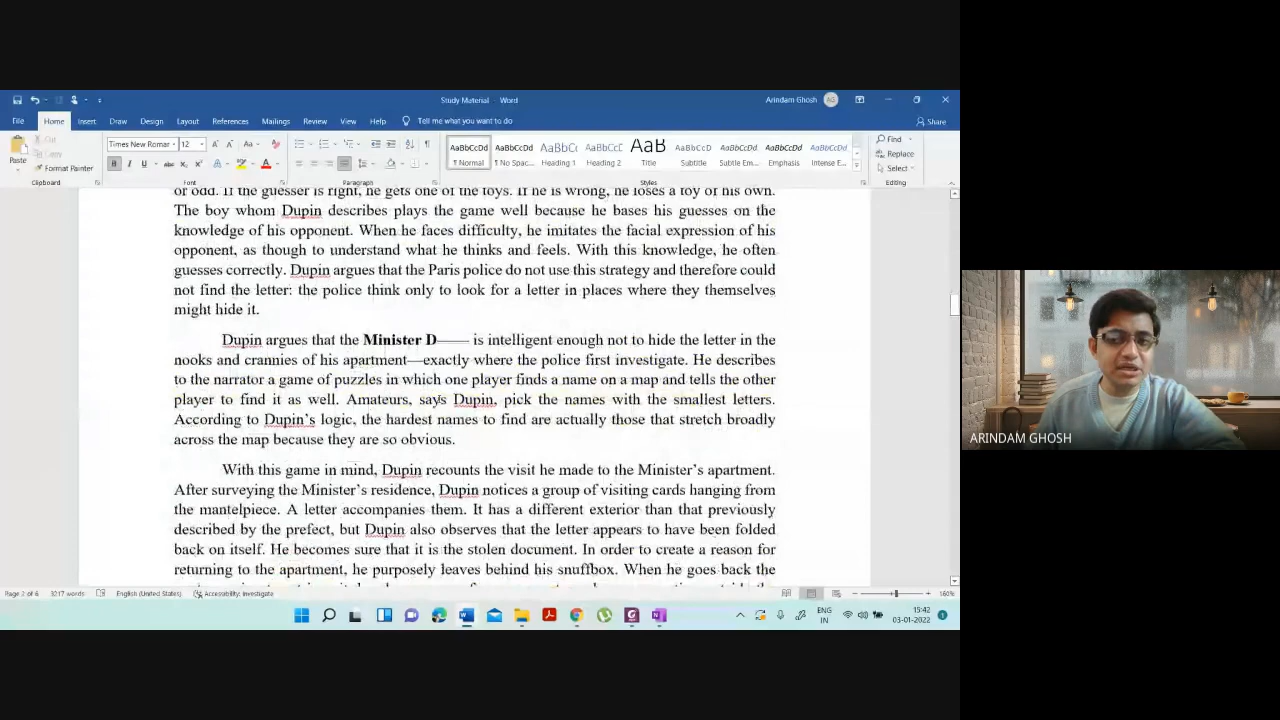 Study Material - Word
Arindam Ghosh
AG
File Home Insert Draw Design Layout References Mailings Review View Help Tell me what you want to do
Share
Cut
Copy
Paste
Format Painter
Times New Romar 12
AaBbCcDd AaBbCcDd AaBbC AaBbCcC AaB AaBbCcD AaBbCcDd AaBbCcDd AaBbCcDd
¶ Normal ¶ No Spac... Heading 1 Heading 2 Title Subtitle Subtle Em... Emphasis Intense E...
Find
Replace
Select
Clipboard Font Paragraph Styles Editing
or odd. If the guesser is right, he gets one of the toys. If he is wrong, he loses a toy of his own.
The boy whom Dupin describes plays the game well because he bases his guesses on the
knowledge of his opponent. When he faces difficulty, he imitates the facial expression of his
opponent, as though to understand what he thinks and feels. With this knowledge, he often
guesses correctly. Dupin argues that the Paris police do not use this strategy and therefore could
not find the letter: the police think only to look for a letter in places where they themselves
might hide it.
Dupin argues that the Minister D—— is intelligent enough not to hide the letter in the
nooks and crannies of his apartment—exactly where the police first investigate. He describes
to the narrator a game of puzzles in which one player finds a name on a map and tells the other
player to find it as well. Amateurs, says Dupin, pick the names with the smallest letters.
According to Dupin's logic, the hardest names to find are actually those that stretch broadly
across the map because they are so obvious.
With this game in mind, Dupin recounts the visit he made to the Minister's apartment.
After surveying the Minister's residence, Dupin notices a group of visiting cards hanging from
the mantelpiece. A letter accompanies them. It has a different exterior than that previously
described by the prefect, but Dupin also observes that the letter appears to have been folded
back on itself. He becomes sure that it is the stolen document. In order to create a reason for
returning to the apartment, he purposely leaves behind his snuffbox. When he goes back the
Page 2 of 6 3217 words English (United States) Accessibility: Investigate
160%
ENG
IN
15:42
03-01-2022
ARINDAM GHOSH